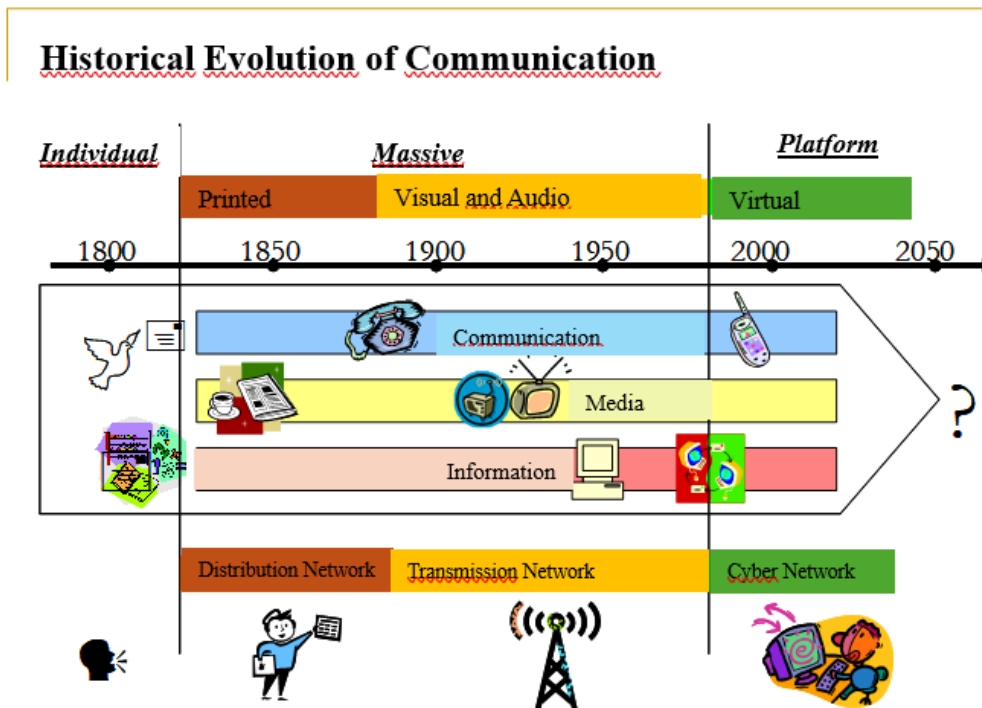 Historical Evolution of Communication
Individual
Massive
Platform
Printed
Visual and Audio
Virtual
1800
1850
1900
1950
2000
2050
Communication
Media
?
Information
Distribution Network
Transmission Network
Cyber Network